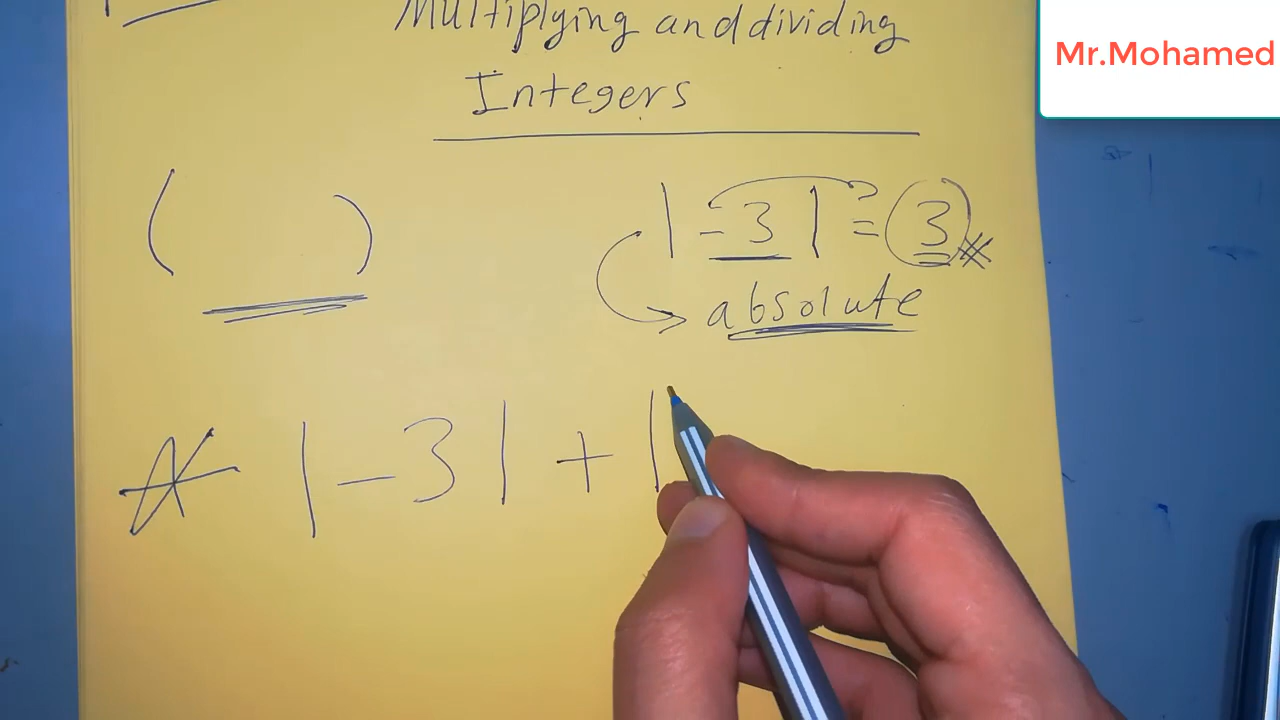 Multiplying and dividing
Mr.Mohamed
Integers
( )
|-3| = 3
absolute
|-3| + |